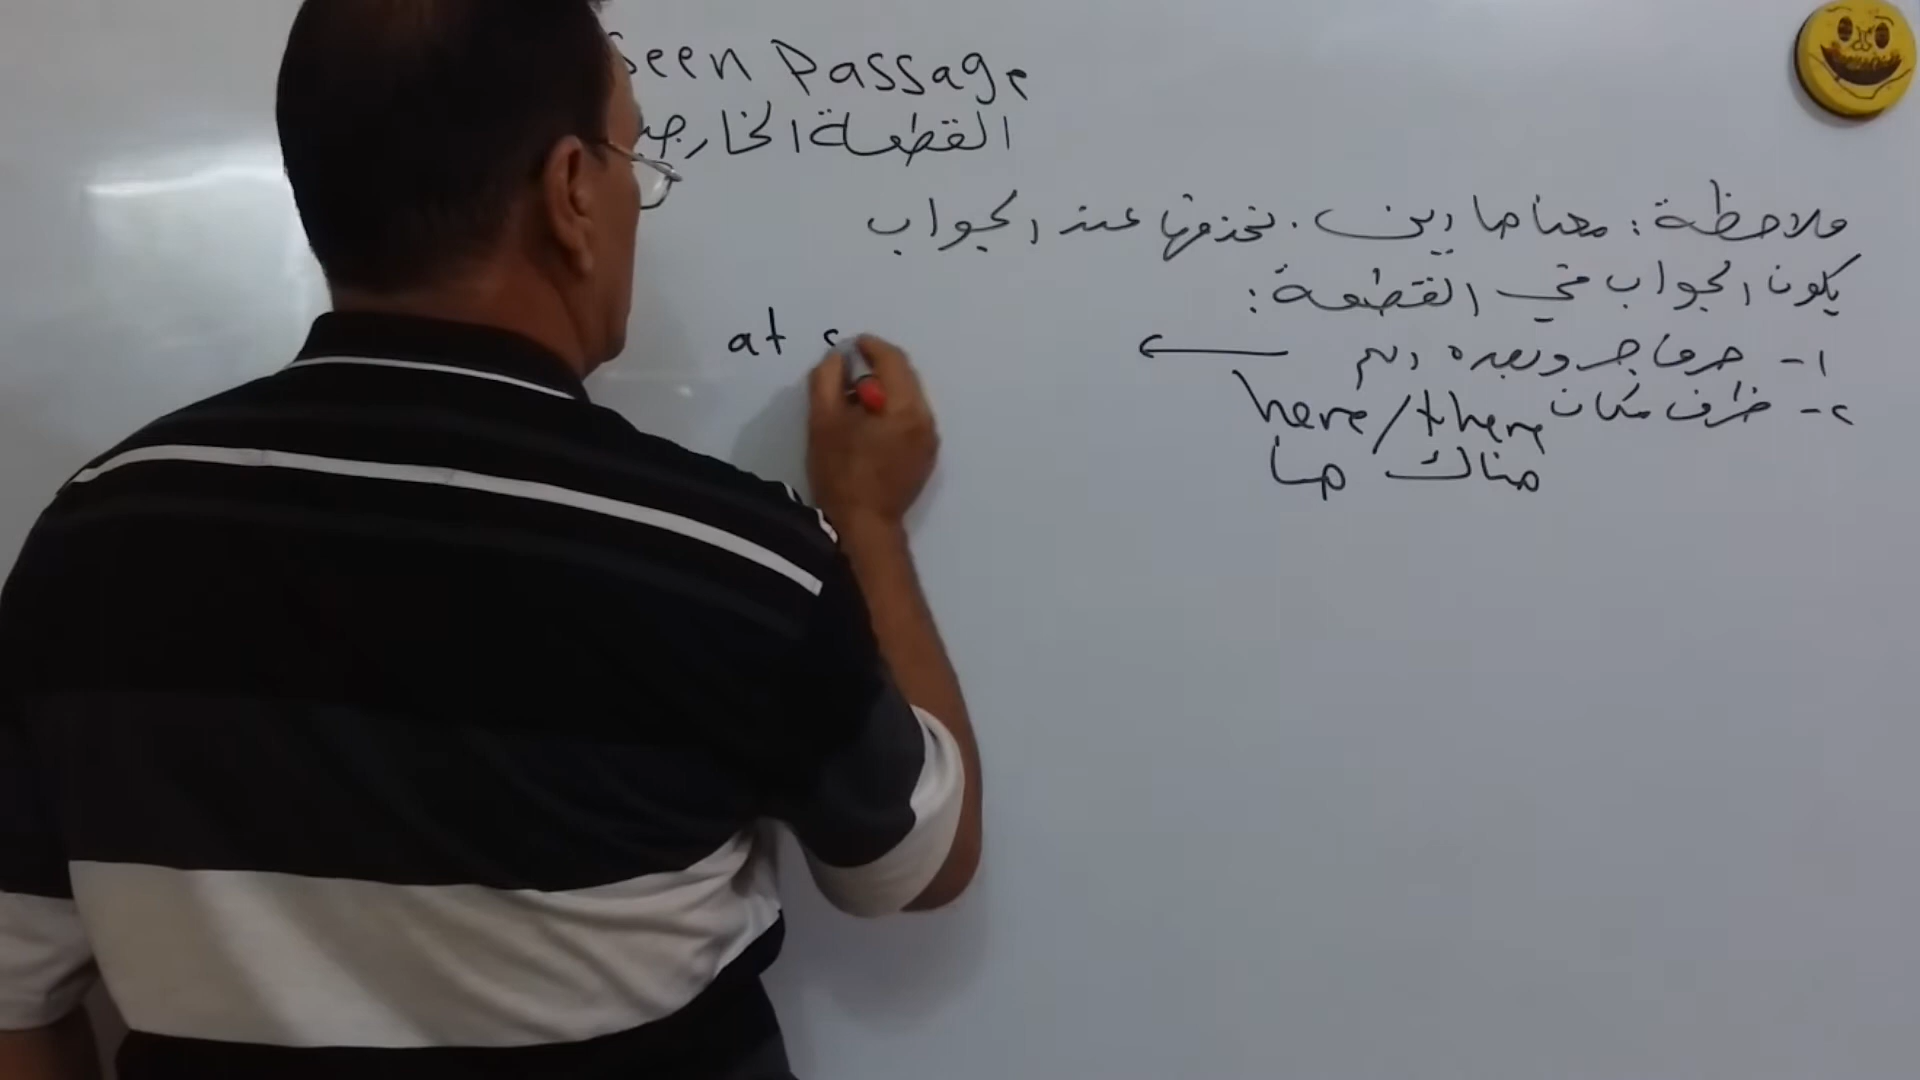 seen Passage
القطعة الخارجـ
ملاحظة: معناها اين. نحذفها عند الجواب
يكون الجواب في القطعة:
١- حرف جر وبعده اسم
at s
٢- ظرف مكان here/there
هناك هنا